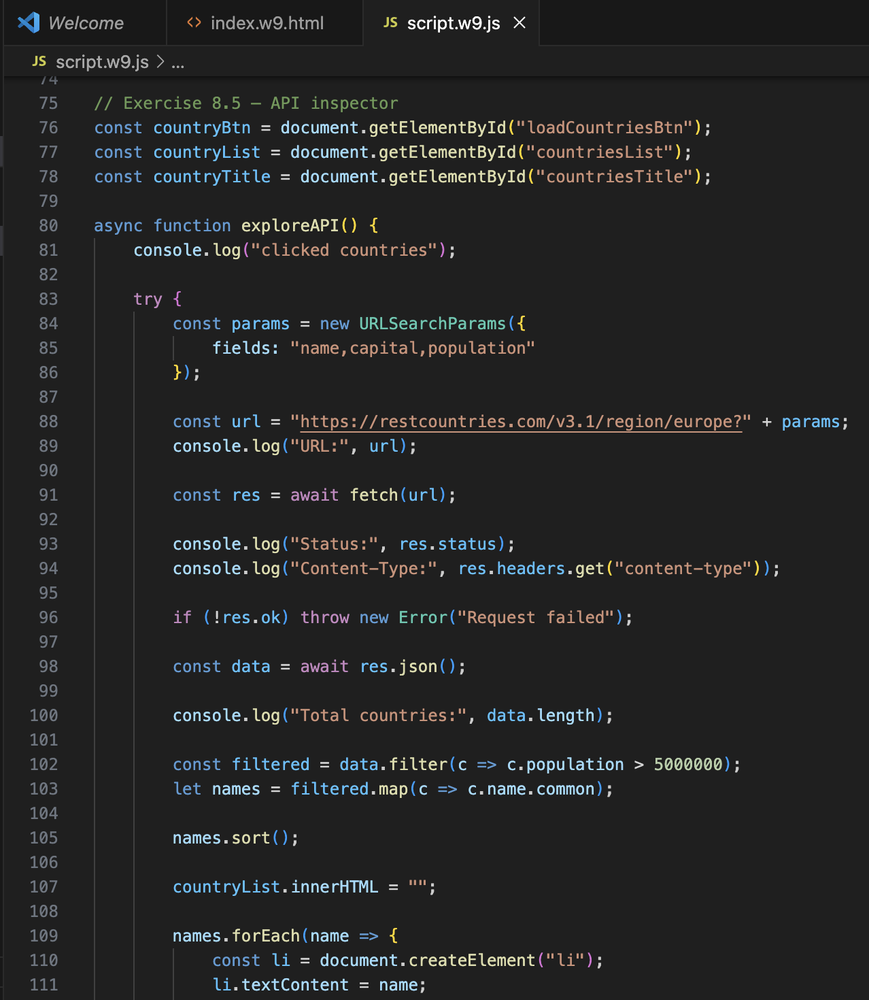 Welcome
<> index.w9.html
JS script.w9.js ×
JS script.w9.js > ...
74
75 // Exercise 8.5 – API inspector
76 const countryBtn = document.getElementById("loadCountriesBtn");
77 const countryList = document.getElementById("countriesList");
78 const countryTitle = document.getElementById("countriesTitle");
79
80 async function exploreAPI() {
81 console.log("clicked countries");
82
83 try {
84 const params = new URLSearchParams({
85 fields: "name,capital,population"
86 });
87
88 const url = "https://restcountries.com/v3.1/region/europe?" + params;
89 console.log("URL:", url);
90
91 const res = await fetch(url);
92
93 console.log("Status:", res.status);
94 console.log("Content-Type:", res.headers.get("content-type"));
95
96 if (!res.ok) throw new Error("Request failed");
97
98 const data = await res.json();
99
100 console.log("Total countries:", data.length);
101
102 const filtered = data.filter(c => c.population > 5000000);
103 let names = filtered.map(c => c.name.common);
104
105 names.sort();
106
107 countryList.innerHTML = "";
108
109 names.forEach(name => {
110 const li = document.createElement("li");
111 li.textContent = name;